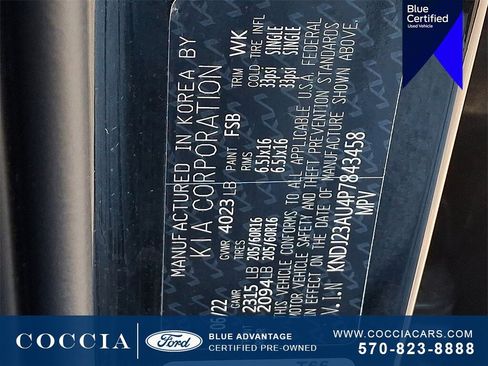 Blue
Certified
Used Vehicle
MANUFACTURED IN KOREA BY
KIA CORPORATION
06/22 GVWR 4023 LB PAINT FSB TRIM WK
GAWR TIRES RIMS COLD TIRE INFL
2315 LB 205/60R16 6.5Jx16 33psi SINGLE
2094 LB 205/60R16 6.5Jx16 33psi SINGLE
THIS VEHICLE CONFORMS TO ALL APPLICABLE U.S.A. FEDERAL
MOTOR VEHICLE SAFETY AND THEFT PREVENTION STANDARDS
IN EFFECT ON THE DATE OF MANUFACTURE SHOWN ABOVE.
V.I.N KNDJ23AU4P7843458
MPV
COCCIA
Ford
BLUE ADVANTAGE
CERTIFIED PRE-OWNED
COCCIACARS.COM
570-823-8888